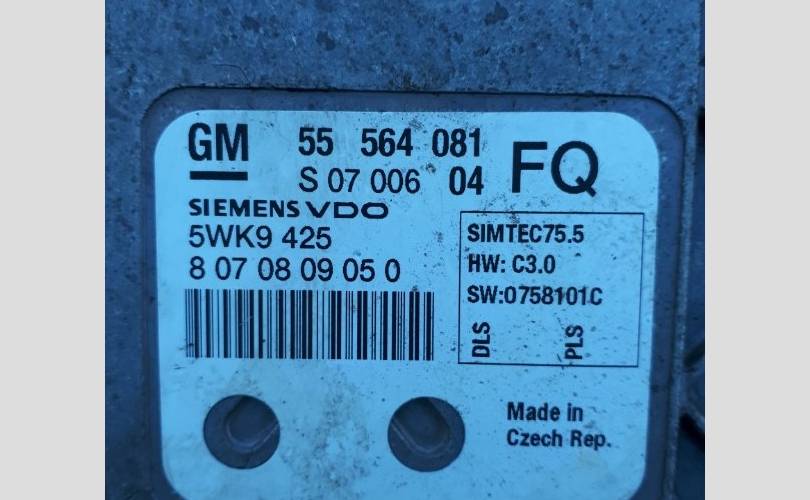 GM 55 564 081 FQ
S 07 006 04
SIEMENS VDO
5WK9 425
8 07 08 09 05 0
SIMTEC75.5
HW: C3.0
SW:0758101C
DLS PLS
Made in
Czech Rep.